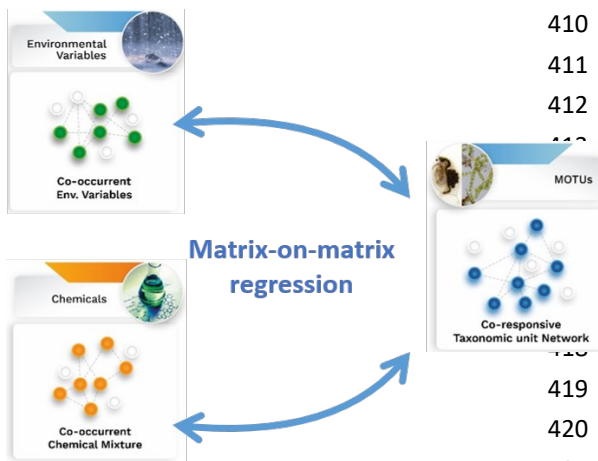 410
Environmental
Variables
411
412
Co-occurrent
Env. Variables
MOTUs
Matrix-on-matrix
regression
Chemicals
Co-responsive
Taxonomic unit Network
419
420
Co-occurrent
Chemical Mixture